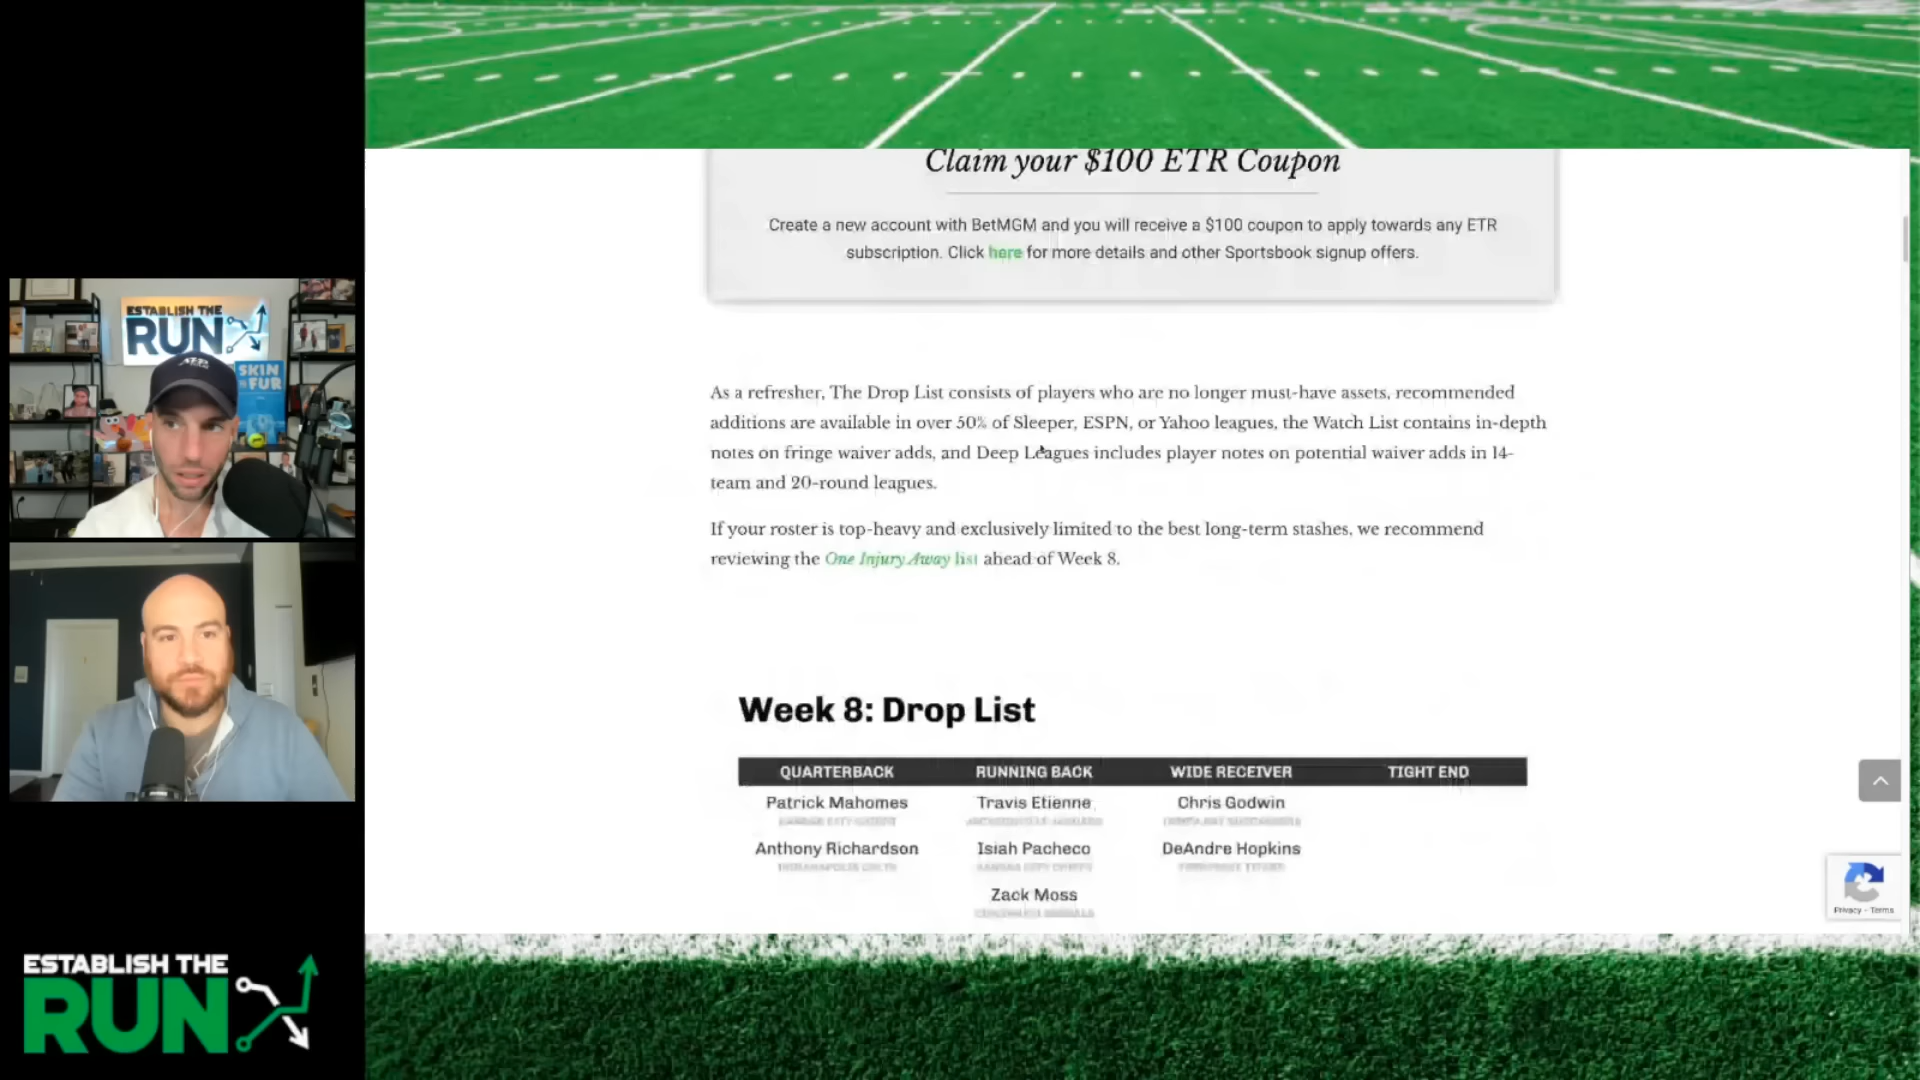 Claim your $100 ETR Coupon
Create a new account with BetMGM and you will receive a $100 coupon to apply towards any ETR
subscription. Click here for more details and other Sportsbook signup offers.
As a refresher, The Drop List consists of players who are no longer must-have assets, recommended
additions are available in over 50% of Sleeper, ESPN, or Yahoo leagues, the Watch List contains in-depth
notes on fringe waiver adds, and Deep Leagues includes player notes on potential waiver adds in 14-
team and 20-round leagues.
If your roster is top-heavy and exclusively limited to the best long-term stashes, we recommend
reviewing the One Injury Away list ahead of Week 8.
Week 8: Drop List
QUARTERBACK RUNNING BACK WIDE RECEIVER TIGHT END
Patrick Mahomes Travis Etienne Chris Godwin
Anthony Richardson Isiah Pacheco DeAndre Hopkins
Zack Moss
Privacy - Terms
ESTABLISH THE
RUN
SKIN
FUR
ESTABLISH THE
RUN